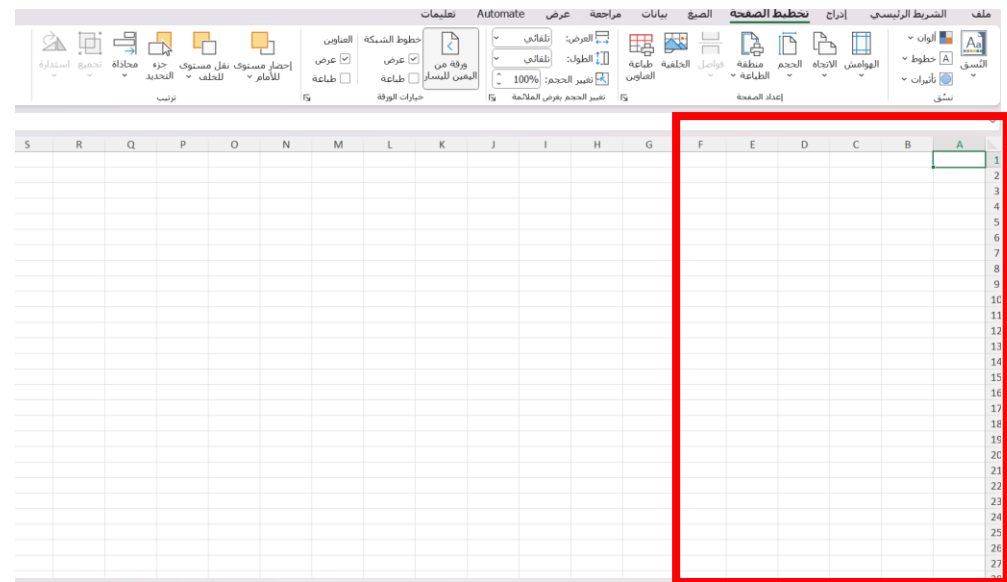 ملف الشريط الرئيسي إدراج تخطيط الصفحة الصيغ بيانات مراجعة عرض Automate تعليمات
ألوان
خطوط
تأثيرات
النسق
نسق
الهوامش الاتجاه الحجم منطقة الطباعة فواصل الخلفية طباعة العناوين
إعداد الصفحة
العرض: تلقائي
الطول: تلقائي
تغيير الحجم: 100%
تغيير الحجم بغرض الملائمة
ورقة من اليمين لليسار
خطوط الشبكة العناوين
عرض عرض
طباعة طباعة
خيارات الورقة
إحضار مستوى للأمام نقل مستوى للخلف جزء التحديد محاذاة تجميع استدارة
ترتيب
A B C D E F G H I J K L M N O P Q R S
1
2
3
4
5
6
7
8
9
10
11
12
13
14
15
16
17
18
19
20
21
22
23
24
25
26
27